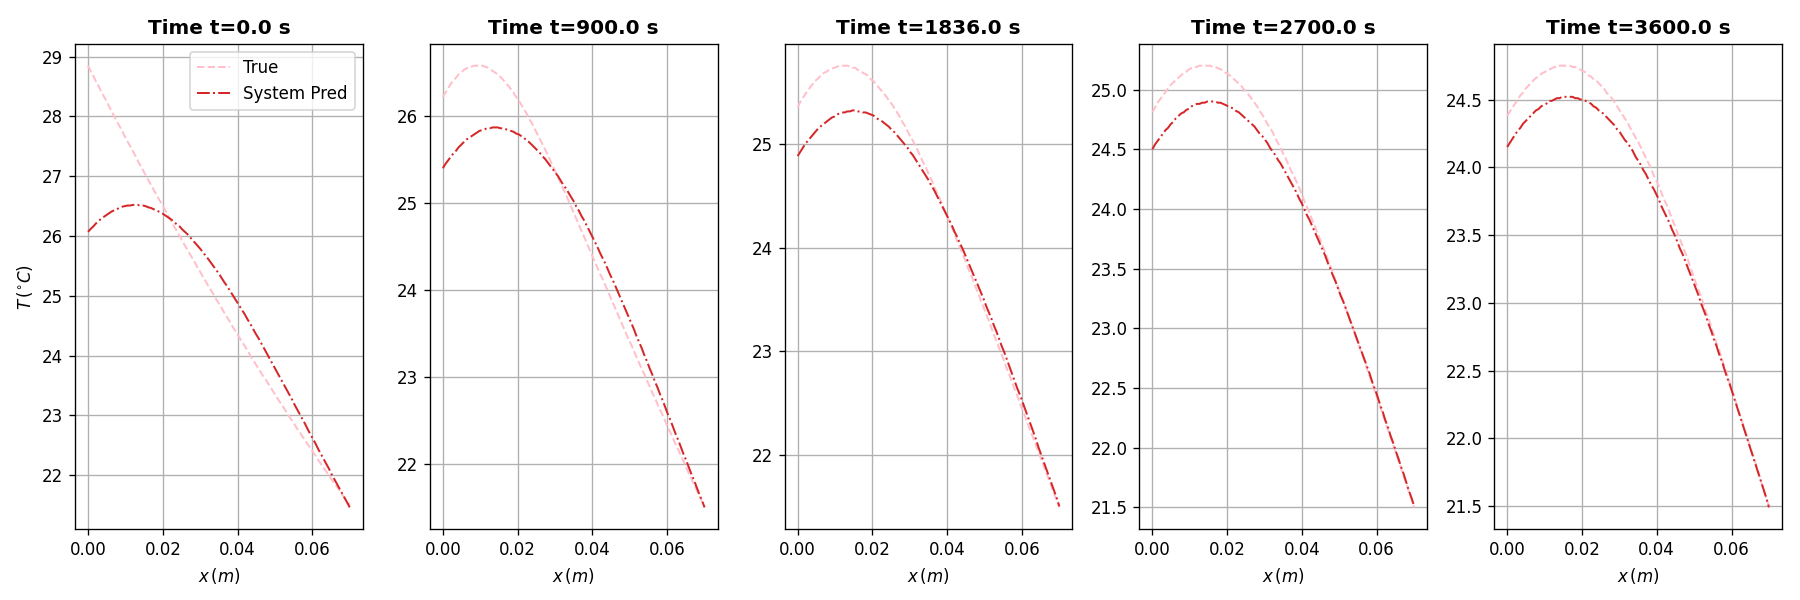 Time t=0.0 s
Time t=900.0 s
Time t=1836.0 s
Time t=2700.0 s
Time t=3600.0 s
True
System Pred
T (°C)
29
28
27
26
25
24
23
22
0.00 0.02 0.04 0.06
x (m)
26
25
24
23
22
0.00 0.02 0.04 0.06
x (m)
25
24
23
22
0.00 0.02 0.04 0.06
x (m)
25.0
24.5
24.0
23.5
23.0
22.5
22.0
21.5
0.00 0.02 0.04 0.06
x (m)
24.5
24.0
23.5
23.0
22.5
22.0
21.5
0.00 0.02 0.04 0.06
x (m)